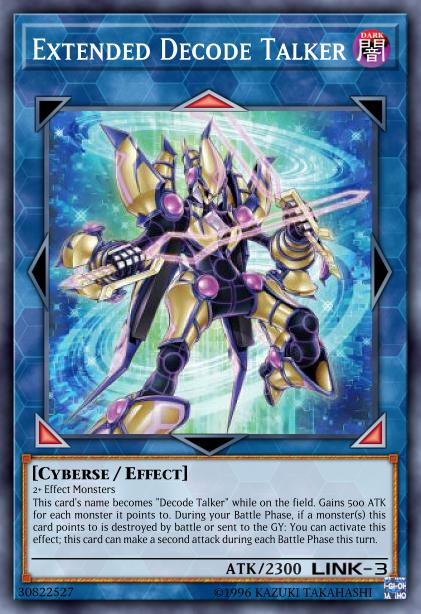 EXTENDED DECODE TALKER
DARK
闇
[CYBERSE / EFFECT]
2+ Effect Monsters
This card's name becomes "Decode Talker" while on the field. Gains 500 ATK
for each monster it points to. During your Battle Phase, if a monster(s) this
card points to is destroyed by battle or sent to the GY: You can activate this
effect; this card can make a second attack during each Battle Phase this turn.
ATK/2300 LINK-3
30822527 ©1996 KAZUKI TAKAHASHI